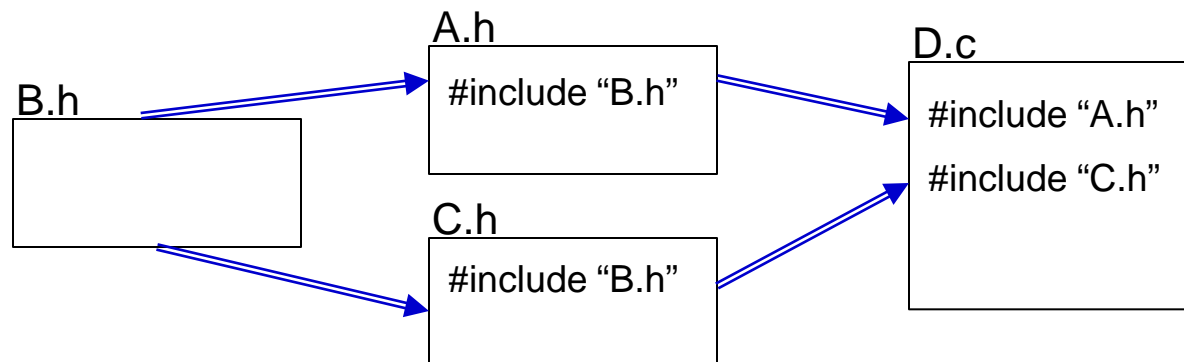 B.h
A.h
#include “B.h”
C.h
#include “B.h”
D.c
#include “A.h”
#include “C.h”